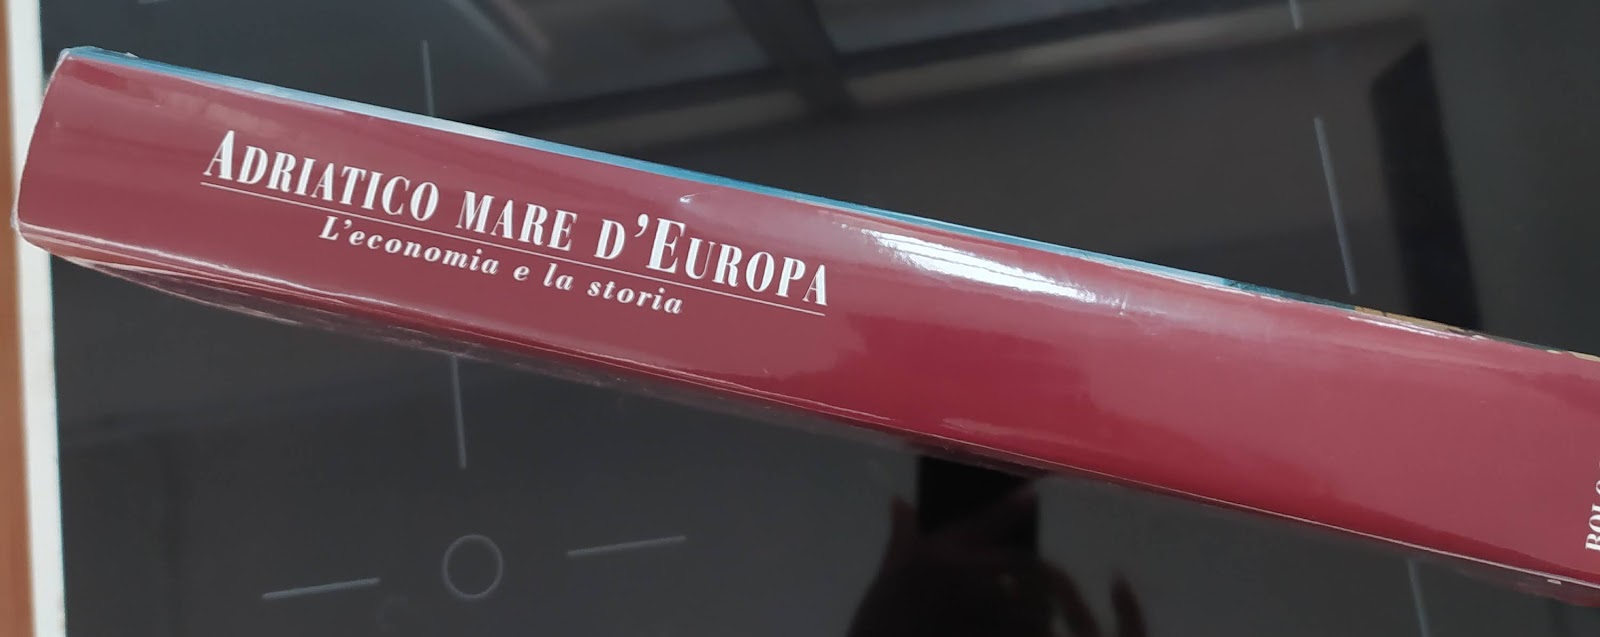 ADRIATICO MARE D'EUROPA
L'economia e la storia